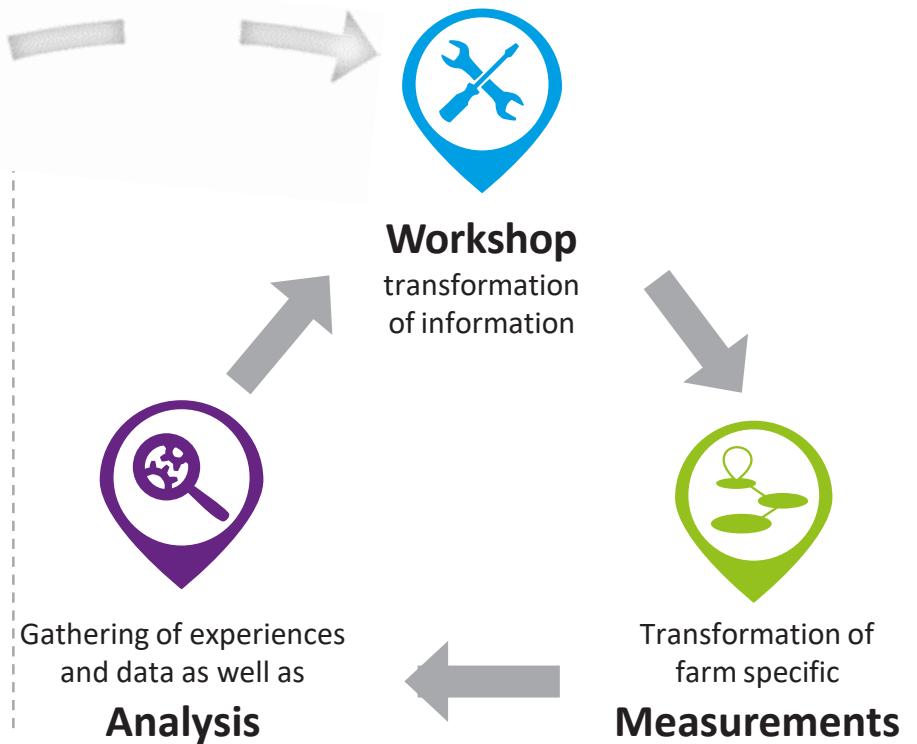 Workshop
transformation
of information
Gathering of experiences
and data as well as
Analysis
Transformation of
farm specific
Measurements